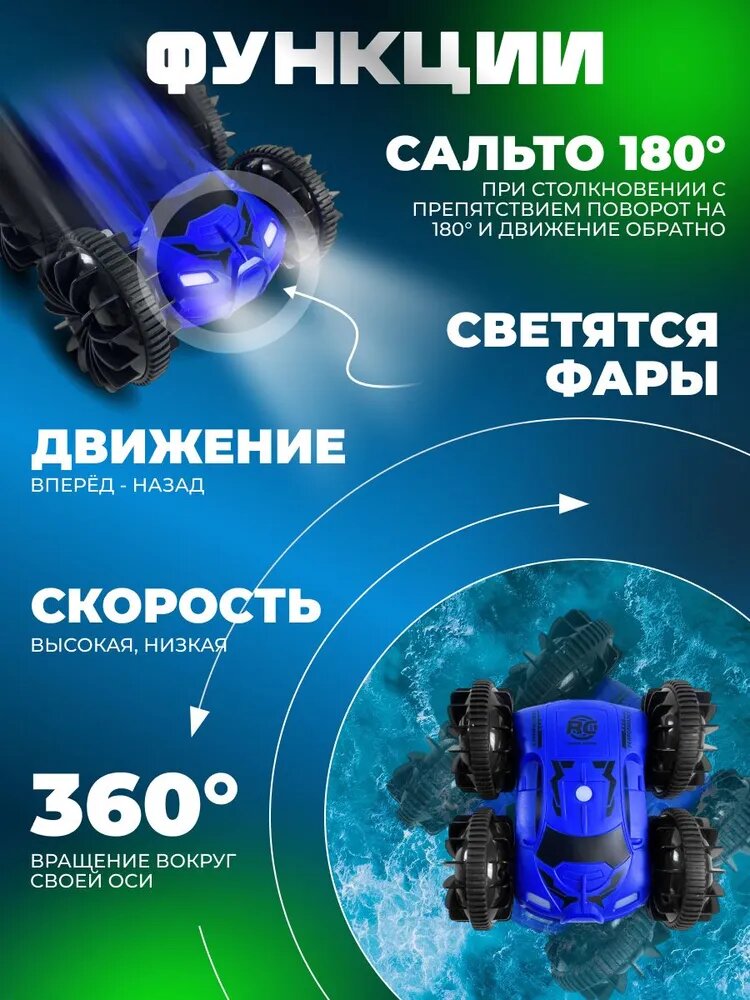 ФУНКЦИИ
САЛЬТО 180°
ПРИ СТОЛКНОВЕНИИ С
ПРЕПЯТСТВИЕМ ПОВОРОТ НА
180° И ДВИЖЕНИЕ ОБРАТНО
СВЕТЯТСЯ
ФАРЫ
ДВИЖЕНИЕ
ВПЕРЁД - НАЗАД
СКОРОСТЬ
ВЫСОКАЯ, НИЗКАЯ
360°
ВРАЩЕНИЕ ВОКРУГ
СВОЕЙ ОСИ
RC